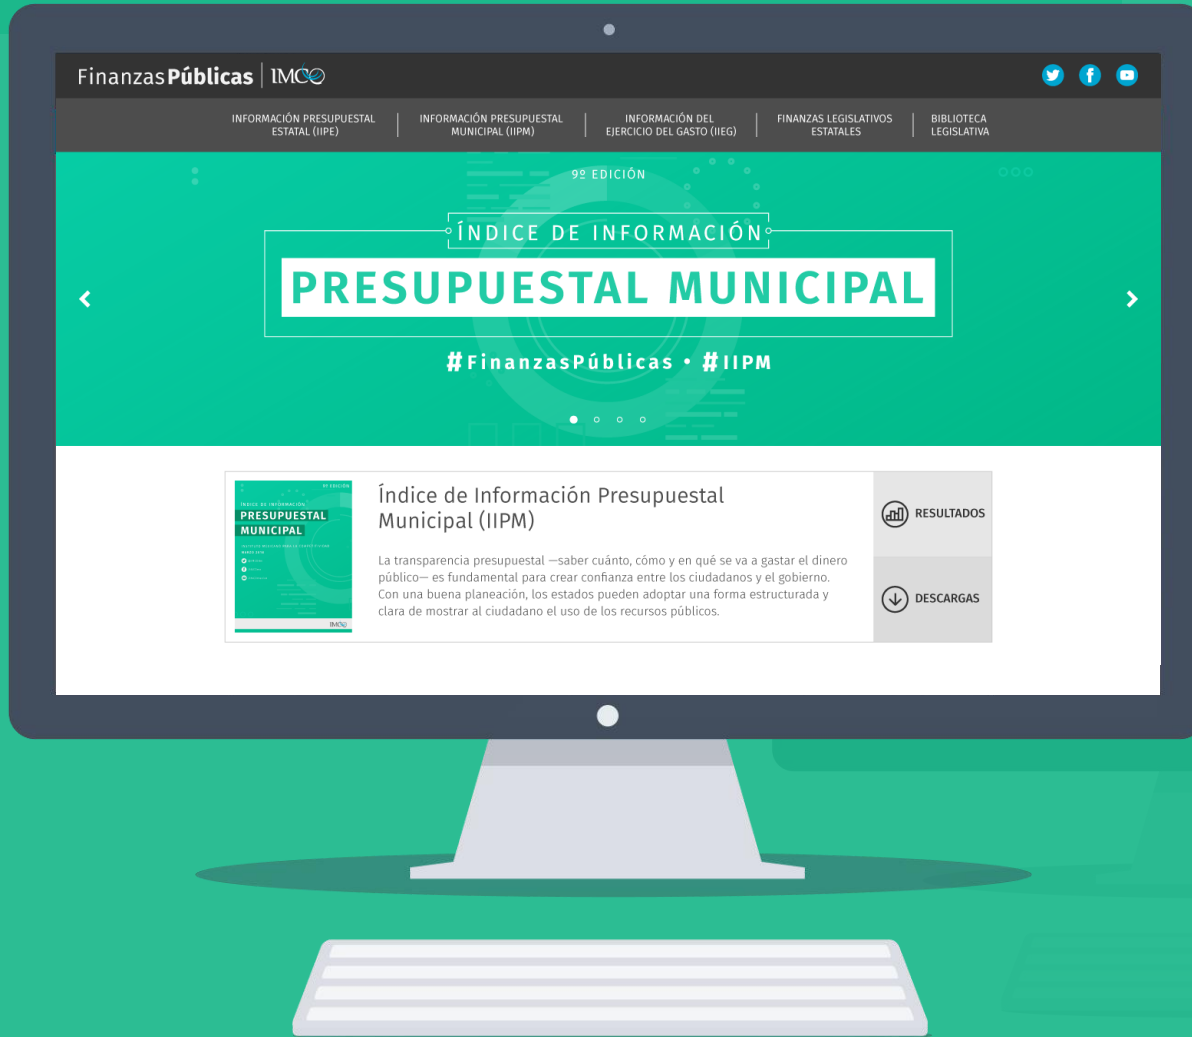 FinanzasPúblicas | IMCO
INFORMACIÓN PRESUPUESTAL
ESTATAL (IIPE)
INFORMACIÓN PRESUPUESTAL
MUNICIPAL (IIPM)
INFORMACIÓN DEL
EJERCICIO DEL GASTO (IIEG)
FINANZAS LEGISLATIVOS
ESTATALES
BIBLIOTECA
LEGISLATIVA
9º EDICIÓN
ÍNDICE DE INFORMACIÓN
PRESUPUESTAL MUNICIPAL
#FinanzasPúblicas • #IIPM
9º EDICIÓN
ÍNDICE DE INFORMACIÓN
PRESUPUESTAL
MUNICIPAL
IMCO
Índice de Información Presupuestal
Municipal (IIPM)
La transparencia presupuestal —saber cuánto, cómo y en qué se va a gastar el dinero
público— es fundamental para crear confianza entre los ciudadanos y el gobierno.
Con una buena planeación, los estados pueden adoptar una forma estructurada y
clara de mostrar al ciudadano el uso de los recursos públicos.
RESULTADOS
DESCARGAS